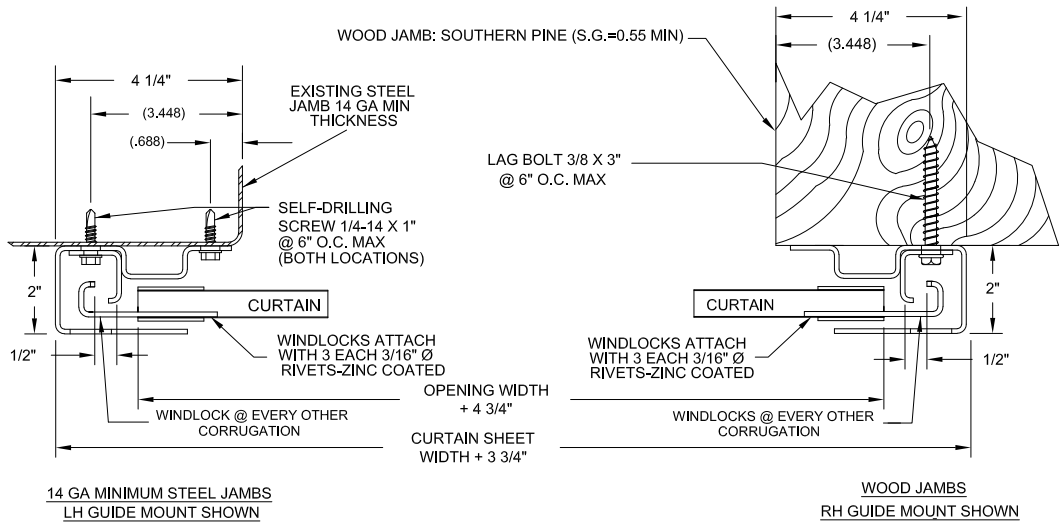 4 1/4"
WOOD JAMB: SOUTHERN PINE (S.G.=0.55 MIN)
(3.448)
4 1/4"
(3.448)
(.688)
EXISTING STEEL
JAMB 14 GA MIN
THICKNESS
LAG BOLT 3/8 X 3"
@ 6" O.C. MAX
SELF-DRILLING
SCREW 1/4-14 X 1"
@ 6" O.C. MAX
(BOTH LOCATIONS)
2"
CURTAIN
CURTAIN
2"
1/2"
WINDLOCKS ATTACH
WITH 3 EACH 3/16" Ø
RIVETS-ZINC COATED
WINDLOCKS ATTACH
WITH 3 EACH 3/16" Ø
RIVETS-ZINC COATED
1/2"
OPENING WIDTH
+ 4 3/4"
WINDLOCK @ EVERY OTHER
CORRUGATION
WINDLOCKS @ EVERY OTHER
CORRUGATION
CURTAIN SHEET
WIDTH + 3 3/4"
14 GA MINIMUM STEEL JAMBS
LH GUIDE MOUNT SHOWN
WOOD JAMBS
RH GUIDE MOUNT SHOWN